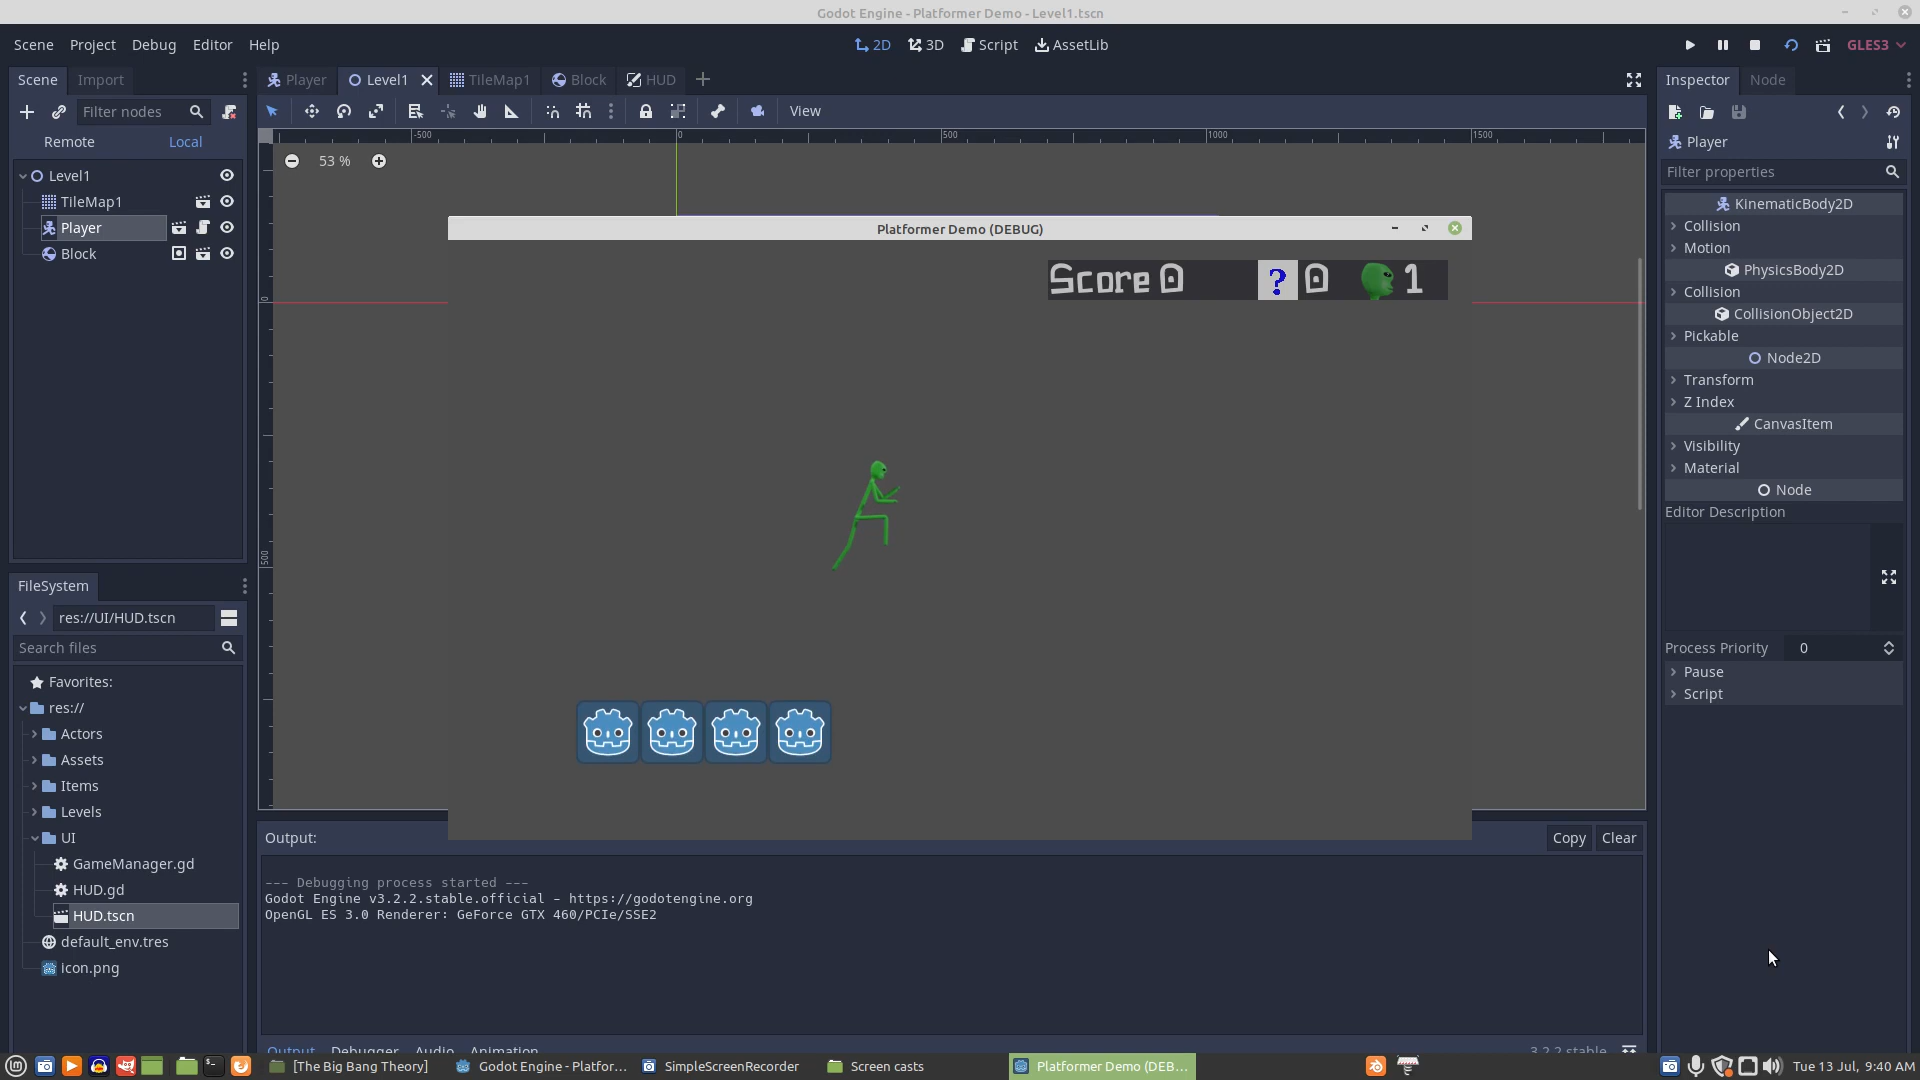 Godot Engine - Platformer Demo - Level1.tscn
Scene Project Debug Editor Help
2D 3D Script AssetLib
GLES3
Scene Import
Player Level1 TileMap1 Block HUD
Inspector Node
Filter nodes
View
Remote Local
-500 0 500 1000 1500
53 %
Player
Filter properties
Level1
TileMap1
Player
Block
0
500
Platformer Demo (DEBUG)
Score 0 ? 0 1
KinematicBody2D
Collision
Motion
PhysicsBody2D
Collision
CollisionObject2D
Pickable
Node2D
Transform
Z Index
CanvasItem
Visibility
Material
Node
Editor Description
Process Priority 0
Pause
Script
FileSystem
res://UI/HUD.tscn
Search files
Favorites:
res://
Actors
Assets
Items
Levels
UI
GameManager.gd
HUD.gd
HUD.tscn
default_env.tres
icon.png
Output: Copy Clear
--- Debugging process started ---
Godot Engine v3.2.2.stable.official - https://godotengine.org
OpenGL ES 3.0 Renderer: GeForce GTX 460/PCIe/SSE2
Output Debugger Audio Animation 3.2.2.stable
[The Big Bang Theory] Godot Engine - Platfor... SimpleScreenRecorder Screen casts Platformer Demo (DEB... Tue 13 Jul, 9:40 AM